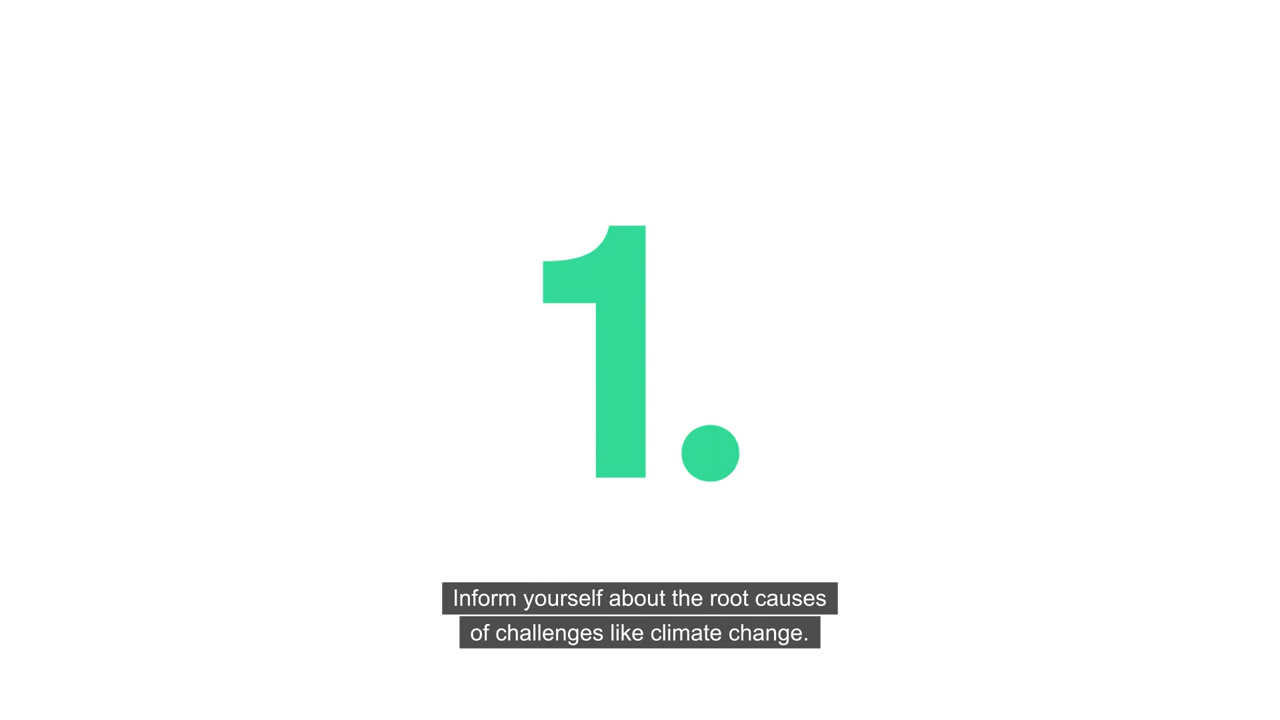 1.
Inform yourself about the root causes
of challenges like climate change.